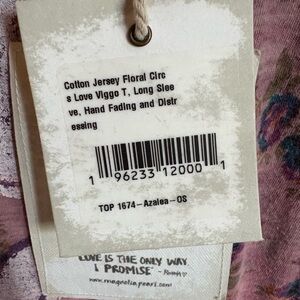 Cotton Jersey Floral Circ
s Love Viggo T, Long Slee
ve, Hand Fading and Distr
essing
1 96233 12000 1
TOP 1674-Azalea-OS
LOVE IS THE ONLY WAY
I PROMISE"
www.magnoliapearl.com